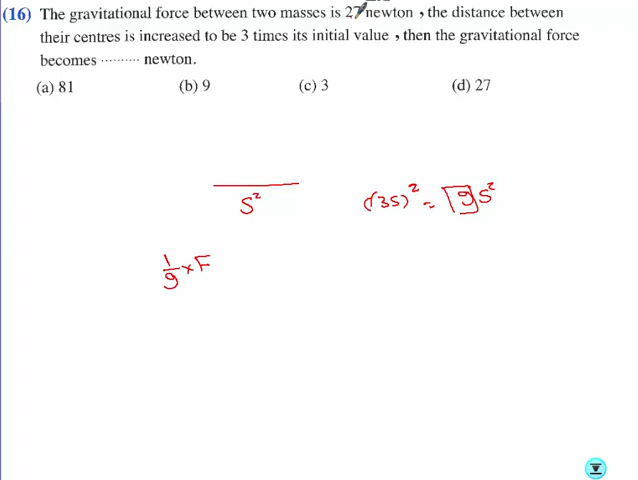 (16) The gravitational force between two masses is 27 newton , the distance between
their centres is increased to be 3 times its initial value , then the gravitational force
becomes ......... newton.
(a) 81 (b) 9 (c) 3 (d) 27
S² (3S)² = 9S²
1/9 × F